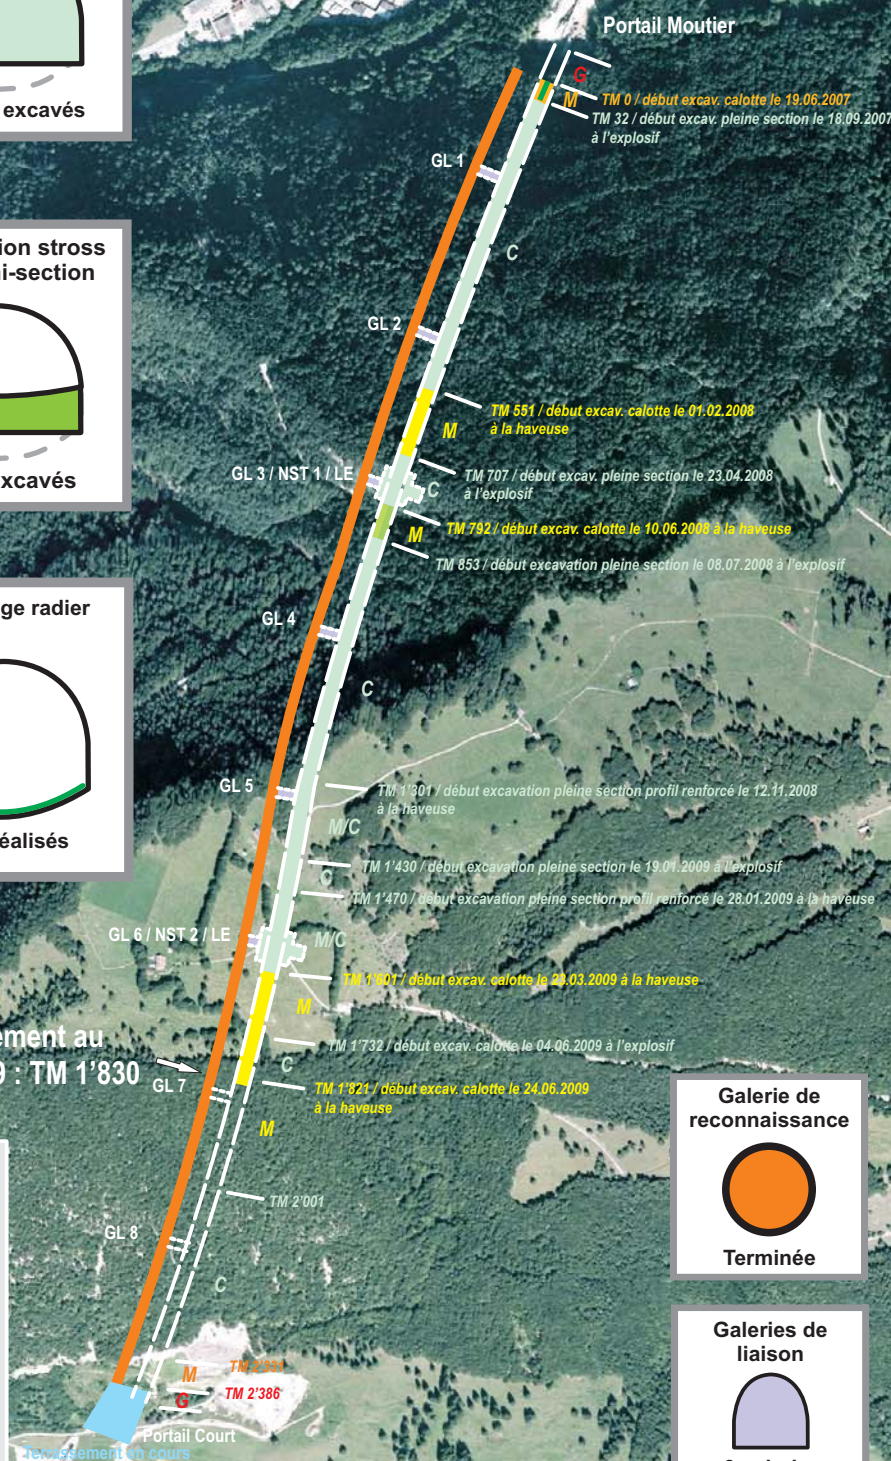 excavés
Portail Moutier
G
M
TM 0 / début excav. calotte le 19.06.2007
TM 32 / début excav. pleine section le 18.09.2007
à l'explosif
GL 1
C
ion stross
i-section
xcavés
GL 2
TM 551 / début excav. calotte le 01.02.2008
à la haveuse
M
GL 3 / NST 1 / LE
TM 707 / début excav. pleine section le 23.04.2008
à l'explosif
C
TM 792 / début excav. calotte le 10.06.2008 à la haveuse
M
TM 853 / début excavation pleine section le 08.07.2008 à l'explosif
ge radier
éalisés
GL 4
C
GL 5
TM 1'301 / début excavation pleine section profil renforcé le 12.11.2008
à la haveuse
M/C
TM 1'430 / début excavation pleine section le 19.01.2009 à l'explosif
C
TM 1'470 / début excavation pleine section profil renforcé le 28.01.2009 à la haveuse
GL 6 / NST 2 / LE
M/C
TM 1'601 / début excav. calotte le 23.03.2009 à la haveuse
M
ement au
9 : TM 1'830
TM 1'732 / début excav. calotte le 04.06.2009 à l'explosif
C
GL 7
TM 1'821 / début excav. calotte le 24.06.2009
à la haveuse
M
TM 2'001
GL 8
C
M
TM 2'331
G
TM 2'386
Portail Court
Terrassement en cours
Galerie de
reconnaissance
Terminée
Galeries de
liaison